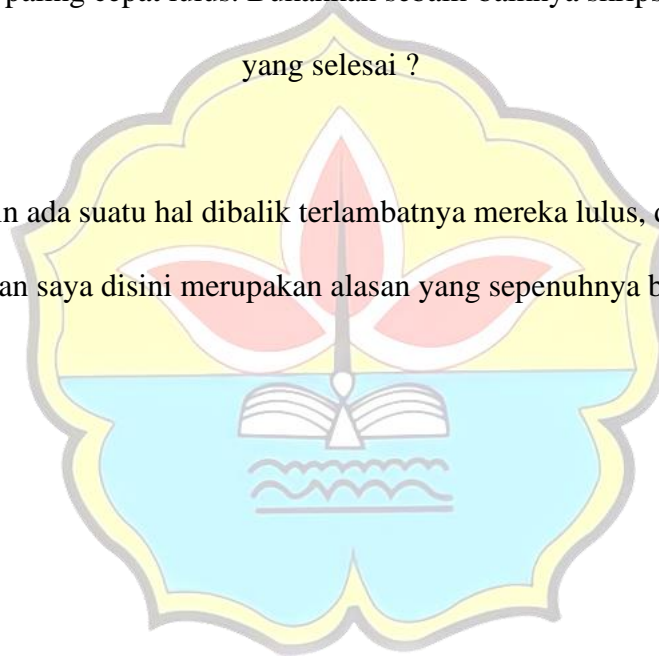 paling cepat lulus. Bukankah sebaik-baiknya skrips
yang selesai ?
n ada suatu hal dibalik terlambatnya mereka lulus,
an saya disini merupakan alasan yang sepenuhnya b